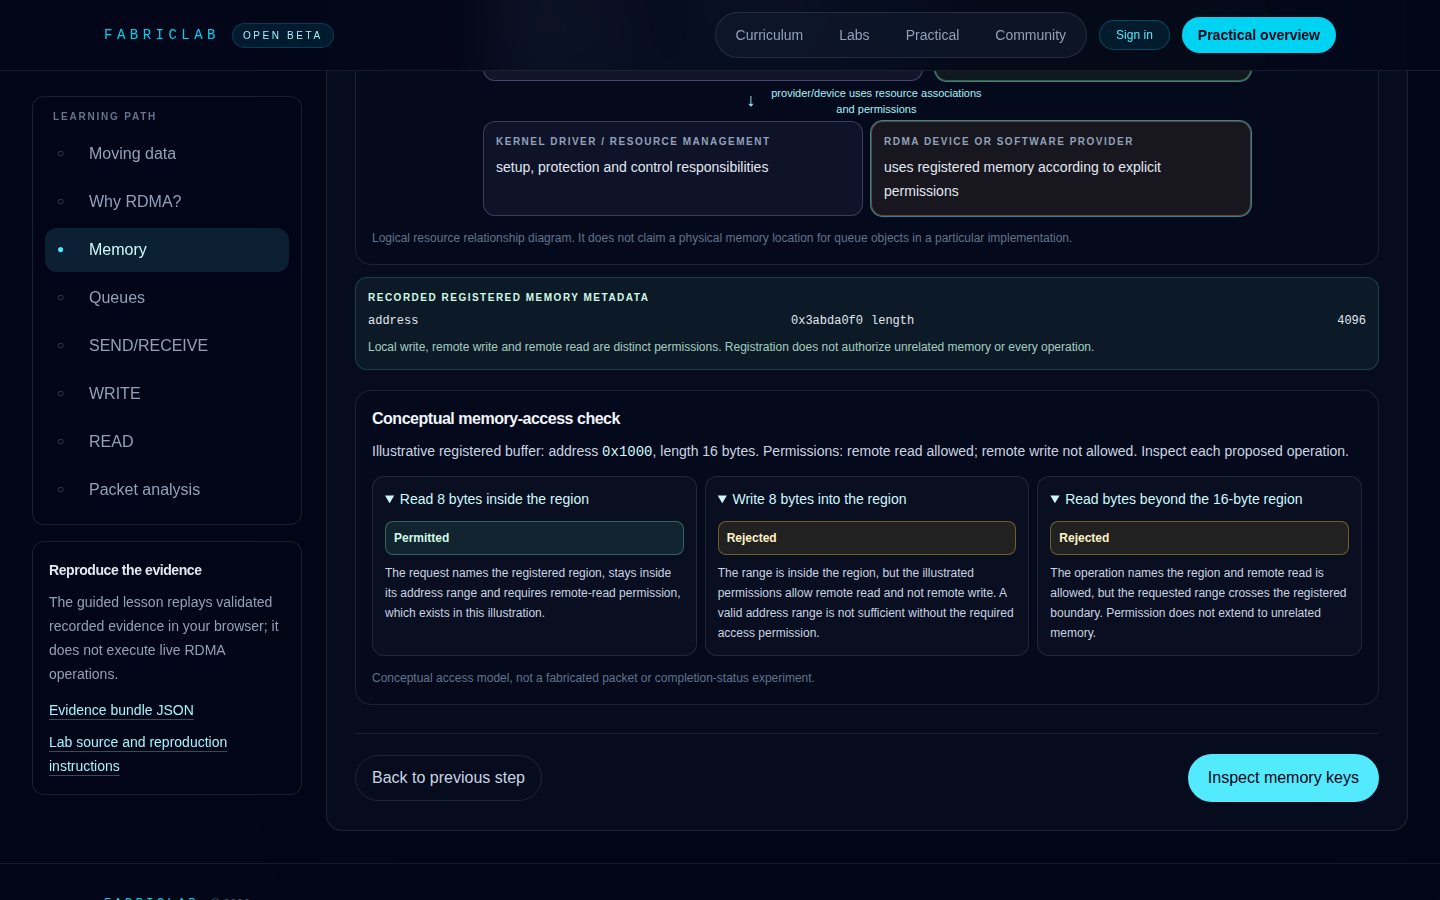 FABRICLAB
OPEN BETA
Curriculum
Labs
Practical
Community
Sign in
Practical overview
LEARNING PATH
Moving data
Why RDMA?
Memory
Queues
SEND/RECEIVE
WRITE
READ
Packet analysis
Reproduce the evidence
The guided lesson replays validated
recorded evidence in your browser; it
does not execute live RDMA
operations.
Evidence bundle JSON
Lab source and reproduction
instructions
↓
provider/device uses resource associations
and permissions
KERNEL DRIVER / RESOURCE MANAGEMENT
setup, protection and control responsibilities
RDMA DEVICE OR SOFTWARE PROVIDER
uses registered memory according to explicit
permissions
Logical resource relationship diagram. It does not claim a physical memory location for queue objects in a particular implementation.
RECORDED REGISTERED MEMORY METADATA
address 0x3abda0f0 length 4096
Local write, remote write and remote read are distinct permissions. Registration does not authorize unrelated memory or every operation.
Conceptual memory-access check
Illustrative registered buffer: address 0x1000, length 16 bytes. Permissions: remote read allowed; remote write not allowed. Inspect each proposed operation.
▼ Read 8 bytes inside the region
Permitted
The request names the registered region, stays inside
its address range and requires remote-read permission,
which exists in this illustration.
▼ Write 8 bytes into the region
Rejected
The range is inside the region, but the illustrated
permissions allow remote read and not remote write. A
valid address range is not sufficient without the required
access permission.
▼ Read bytes beyond the 16-byte region
Rejected
The operation names the region and remote read is
allowed, but the requested range crosses the registered
boundary. Permission does not extend to unrelated
memory.
Conceptual access model, not a fabricated packet or completion-status experiment.
Back to previous step
Inspect memory keys
FABRICLAB